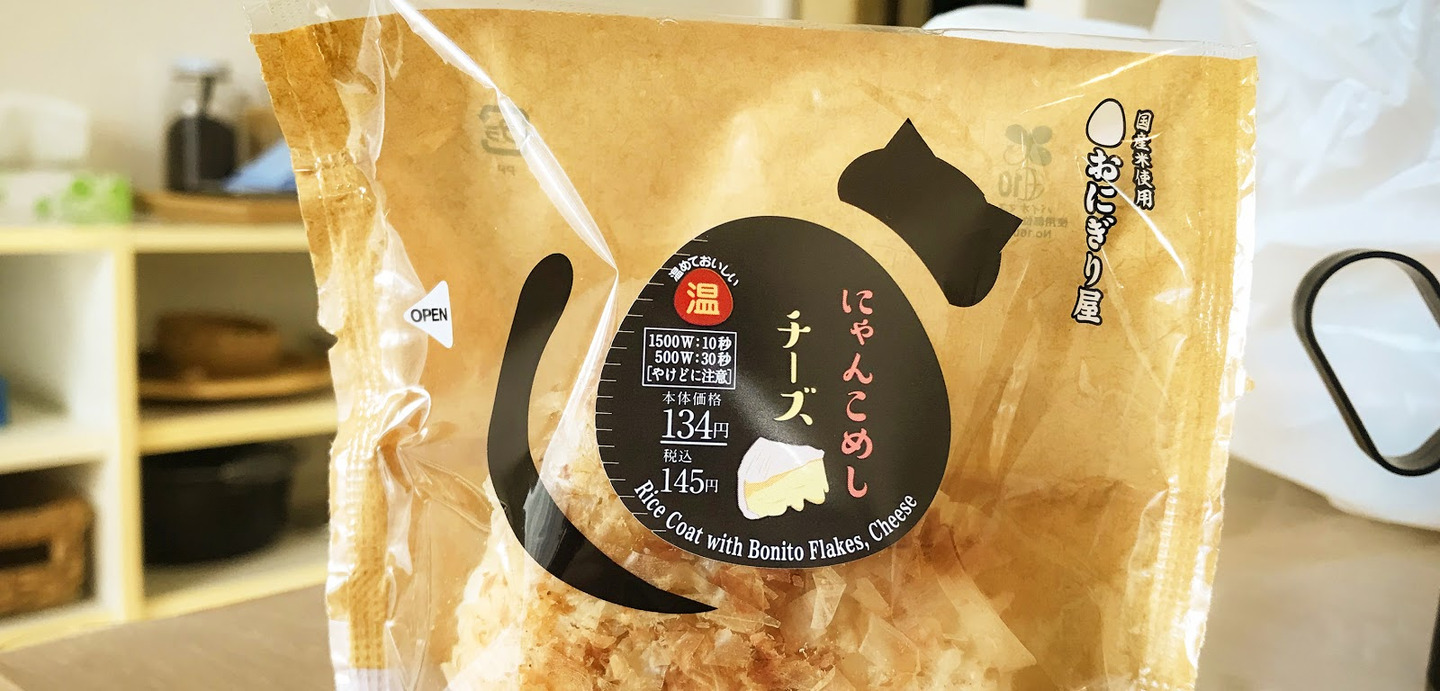 国産米使用
おにぎり屋
OPEN
にゃんこめし
チーズ
温めておいしい
温
1500W:10秒
500W:30秒
[やけどに注意]
本体価格
134円
税込
145円
Rice Coat with Bonito Flakes, Cheese
PP